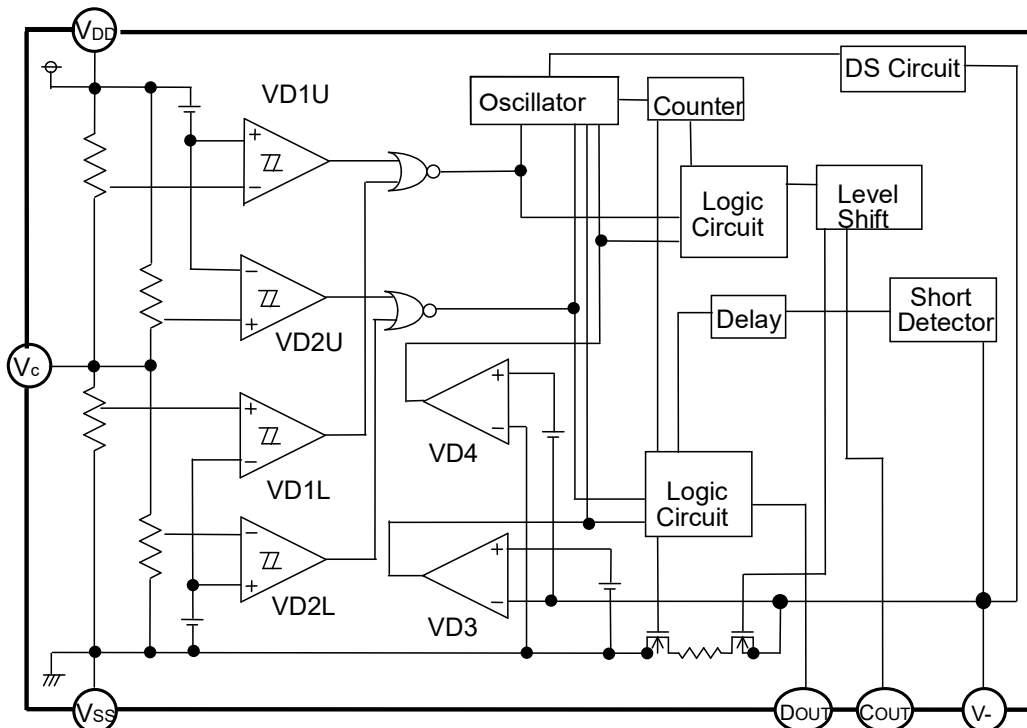 VDD
DS Circuit
VD1U
Oscillator
Counter
+
−
Logic
Circuit
Level
Shift
−
+
VD2U
Delay
Short
Detector
Vc
+
−
VD4
+
−
VD1L
Logic
Circuit
−
+
VD2L
+
−
VD3
VSS
DOUT
COUT
V-